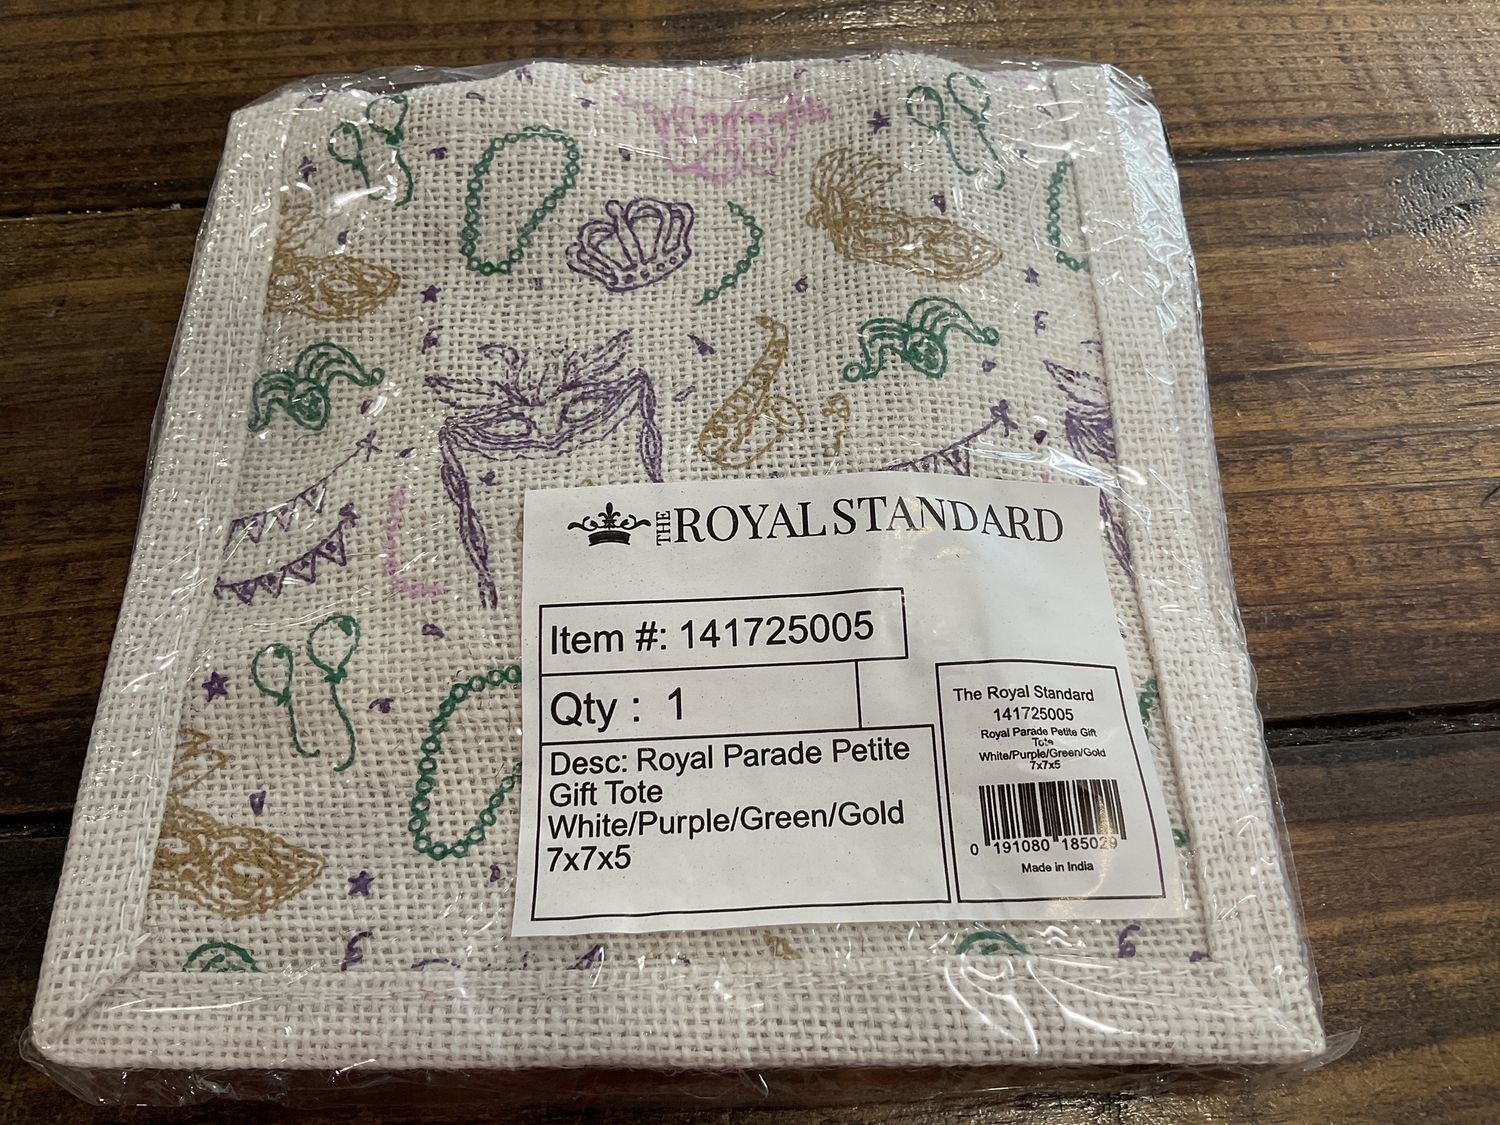 THE ROYAL STANDARD
Item #: 141725005
Qty : 1
Desc: Royal Parade Petite
Gift Tote
White/Purple/Green/Gold
7x7x5
The Royal Standard
141725005
Royal Parade Petite Gift
Tote
White/Purple/Green/Gold
7x7x5
0 191080 185029
Made in India